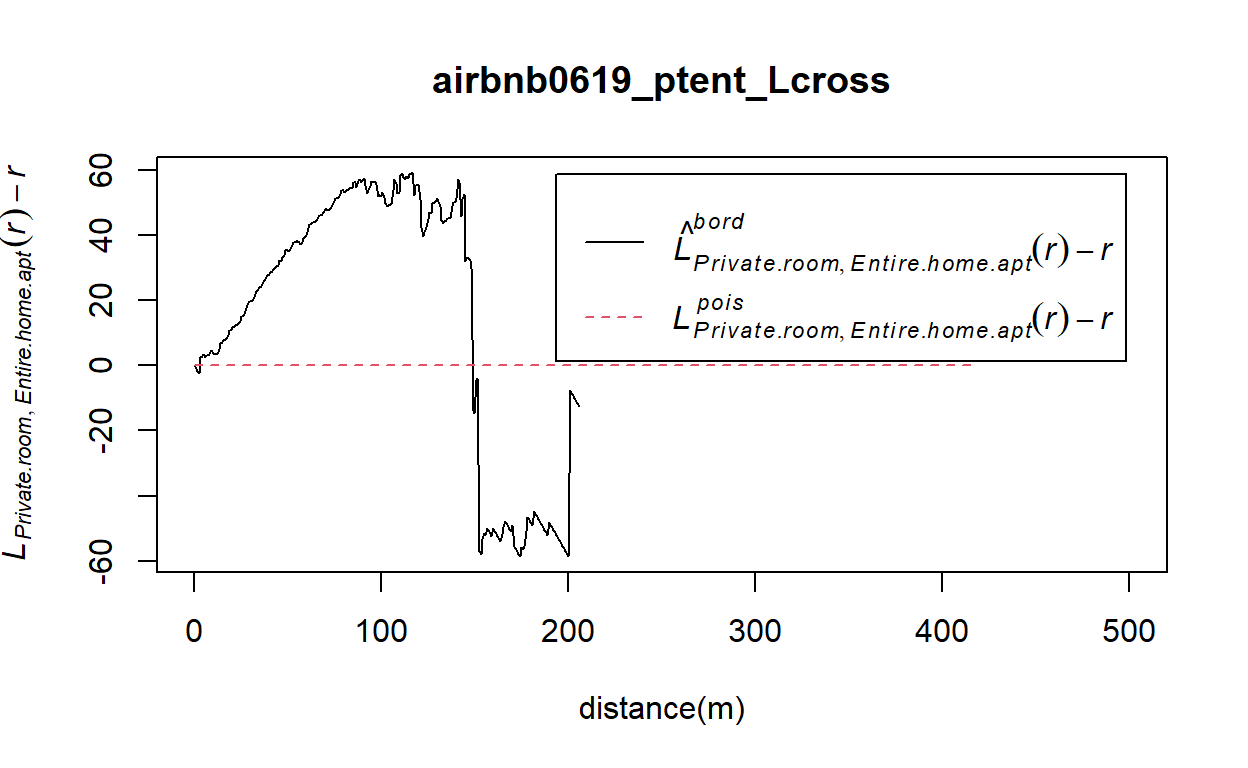 airbnb0619_ptent_Lcross
L Private.room, Entire.home.apt(r) − r
60
40
20
0
-20
-60
L̂ bord Private.room, Entire.home.apt(r) − r
L pois Private.room, Entire.home.apt(r) − r
0 100 200 300 400 500
distance(m)